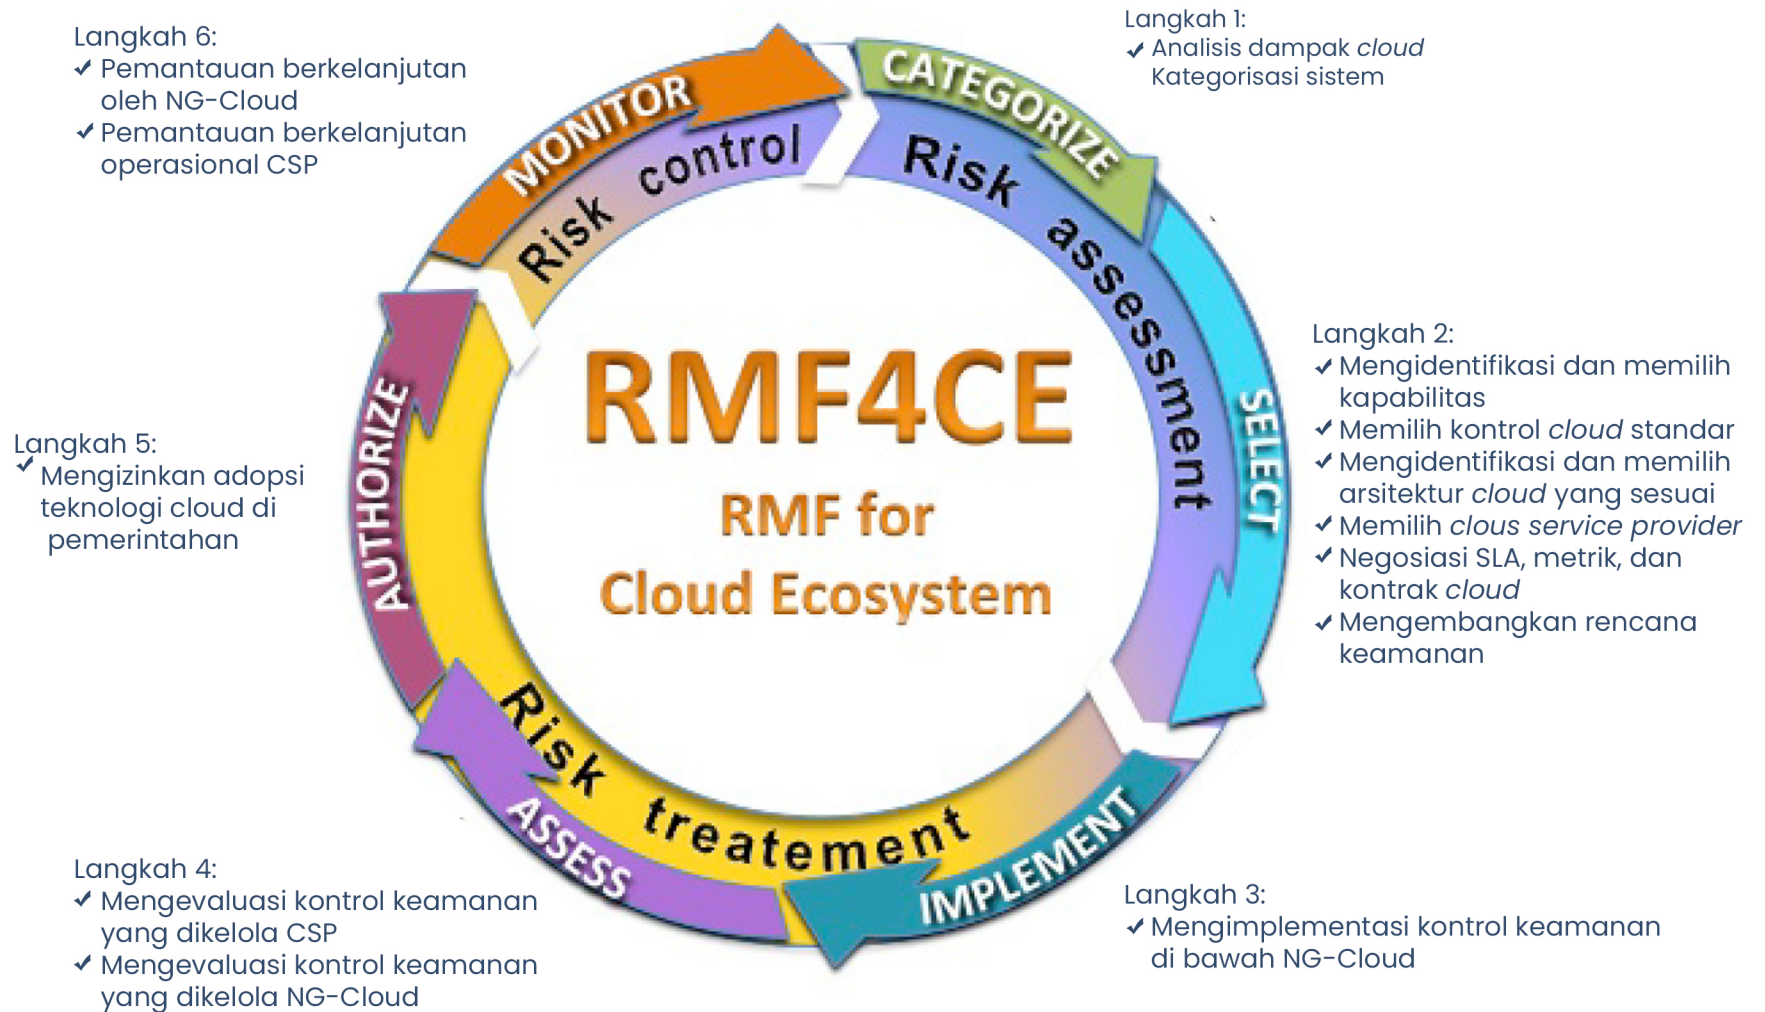 Langkah 6:
Pemantauan berkelanjutan
oleh NG-Cloud
Pemantauan berkelanjutan
operasional CSP
Langkah 1:
Analisis dampak cloud
Kategorisasi sistem
MONITOR
CATEGORIZE
Risk control
Risk assessment
SELECT
RMF4CE
RMF for
Cloud Ecosystem
Langkah 2:
Mengidentifikasi dan memilih
kapabilitas
Memilih kontrol cloud standar
Mengidentifikasi dan memilih
arsitektur cloud yang sesuai
Memilih clous service provider
Negosiasi SLA, metrik, dan
kontrak cloud
Mengembangkan rencana
keamanan
Langkah 5:
Mengizinkan adopsi
teknologi cloud di
pemerintahan
AUTHORIZE
Risk treatement
ASSESS
IMPLEMENT
Langkah 4:
Mengevaluasi kontrol keamanan
yang dikelola CSP
Mengevaluasi kontrol keamanan
yang dikelola NG-Cloud
Langkah 3:
Mengimplementasi kontrol keamanan
di bawah NG-Cloud